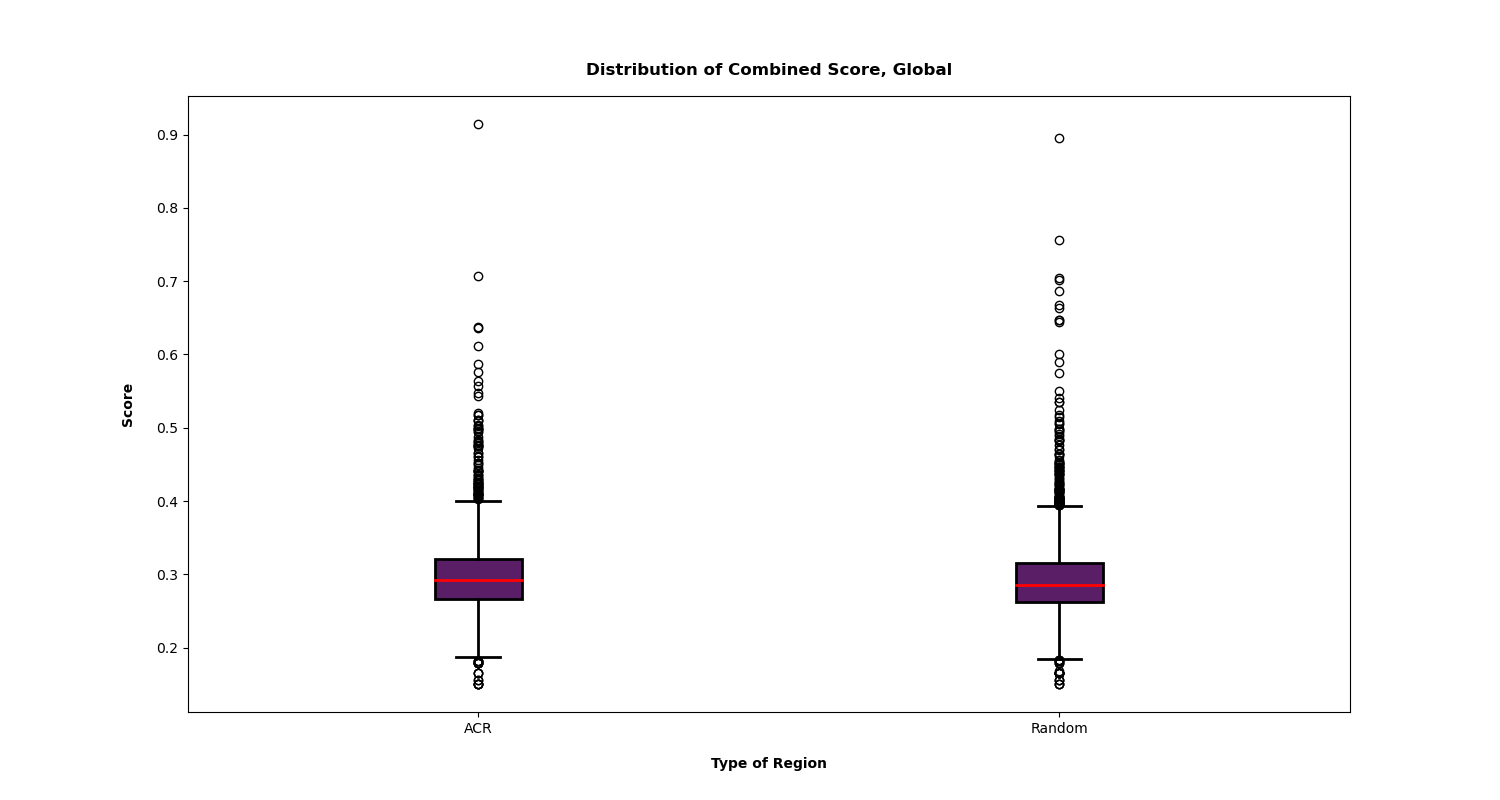 Distribution of Combined Score, Global
0.9
0.8
0.7
0.6
0.5
0.4
0.3
0.2
Score
ACR
Random
Type of Region